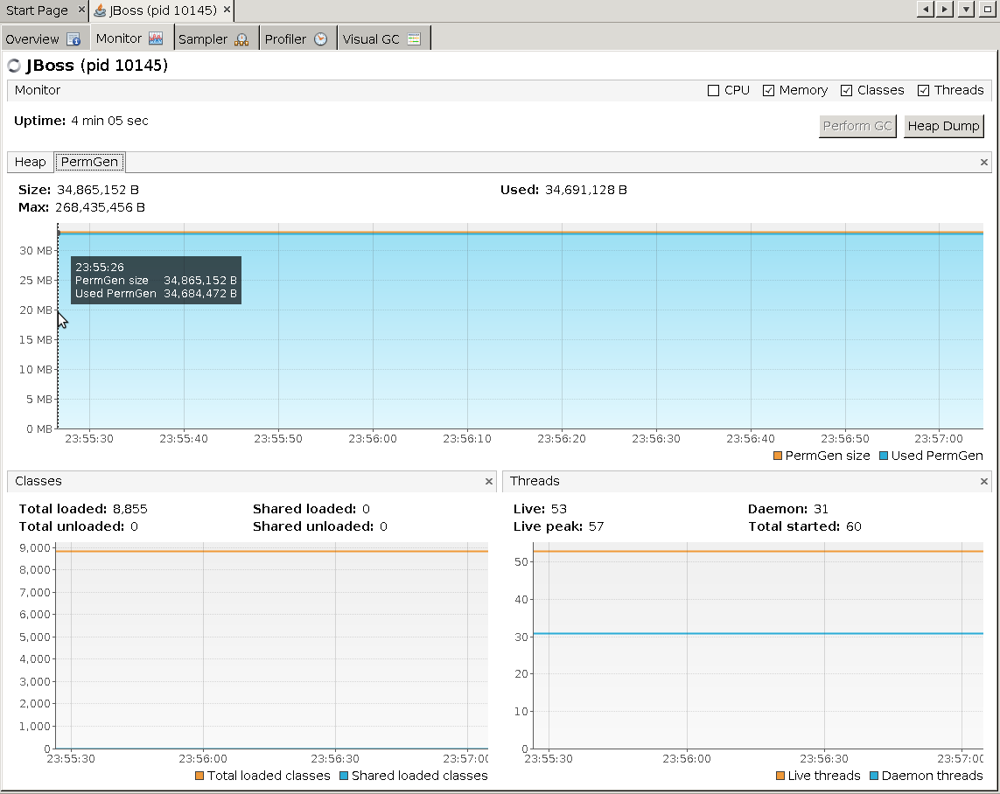 Start Page × JBoss (pid 10145) ×
Overview Monitor Sampler Profiler Visual GC
JBoss (pid 10145)
Monitor CPU Memory Classes Threads
Uptime: 4 min 05 sec
Perform GC Heap Dump
Heap PermGen ×
Size: 34,865,152 B Used: 34,691,128 B
Max: 268,435,456 B
30 MB
25 MB
20 MB
15 MB
10 MB
5 MB
0 MB
23:55:26
PermGen size 34,865,152 B
Used PermGen 34,684,472 B
23:55:30 23:55:40 23:55:50 23:56:00 23:56:10 23:56:20 23:56:30 23:56:40 23:56:50 23:57:00
PermGen size Used PermGen
Classes ×
Total loaded: 8,855 Shared loaded: 0
Total unloaded: 0 Shared unloaded: 0
9,000
8,000
7,000
6,000
5,000
4,000
3,000
2,000
1,000
0
23:55:30 23:56:00 23:56:30 23:57:00
Total loaded classes Shared loaded classes
Threads ×
Live: 53 Daemon: 31
Live peak: 57 Total started: 60
50
40
30
20
10
0
23:55:30 23:56:00 23:56:30 23:57:00
Live threads Daemon threads